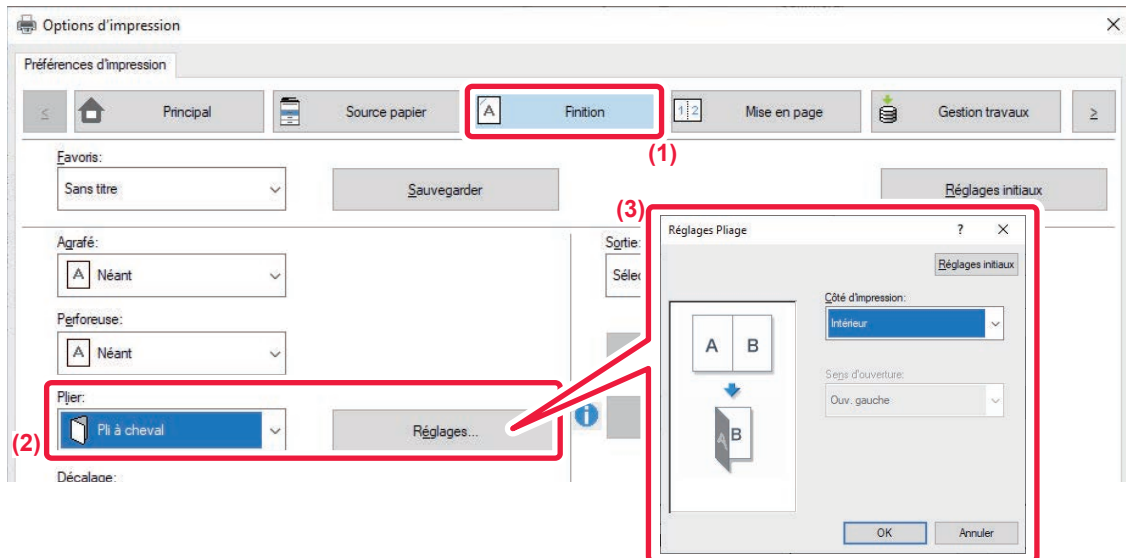 Options d'impression
Préférences d'impression
≤ Principal Source papier A Finition 1 2 Mise en page Gestion travaux ≥
(1)
Favoris:
Sans titre Sauvegarder Réglages initiaux
(3)
Réglages Pliage ? ×
Réglages initiaux
Agrafé: Sortie:
A Néant Sélec
Côté d'impression:
Intérieur
Perforeuse:
A Néant
A B
Sens d'ouverture:
Ouv. gauche
Plier:
(2) Pli à cheval Réglages... i
A B
Décalage:
OK Annuler